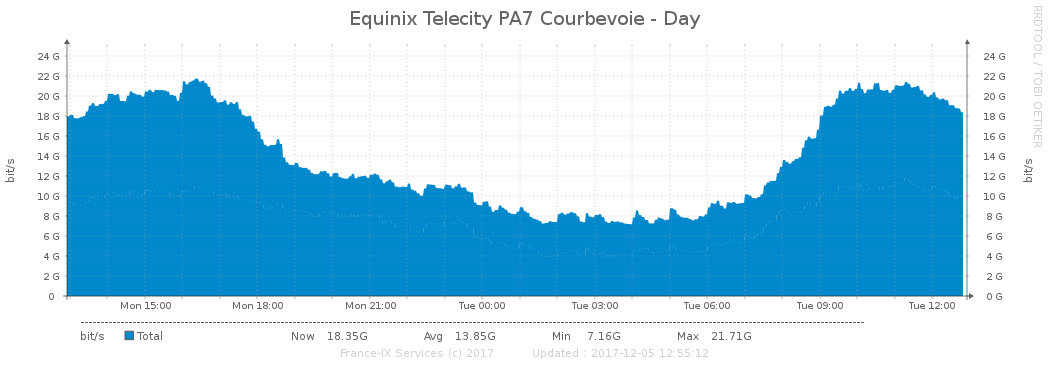 Equinix Telecity PA7 Courbevoie - Day
RRDTOOL / TOBI OETIKER
bit/s
bit/s
24 G 24 G
22 G 22 G
20 G 20 G
18 G 18 G
16 G 16 G
14 G 14 G
12 G 12 G
10 G 10 G
8 G 8 G
6 G 6 G
4 G 4 G
2 G 2 G
0 0 G
Mon 15:00 Mon 18:00 Mon 21:00 Tue 00:00 Tue 03:00 Tue 06:00 Tue 09:00 Tue 12:00
bit/s Total Now 18.35G Avg 13.85G Min 7.16G Max 21.71G
France-IX Services (c) 2017 Updated : 2017-12-05 12:55:12